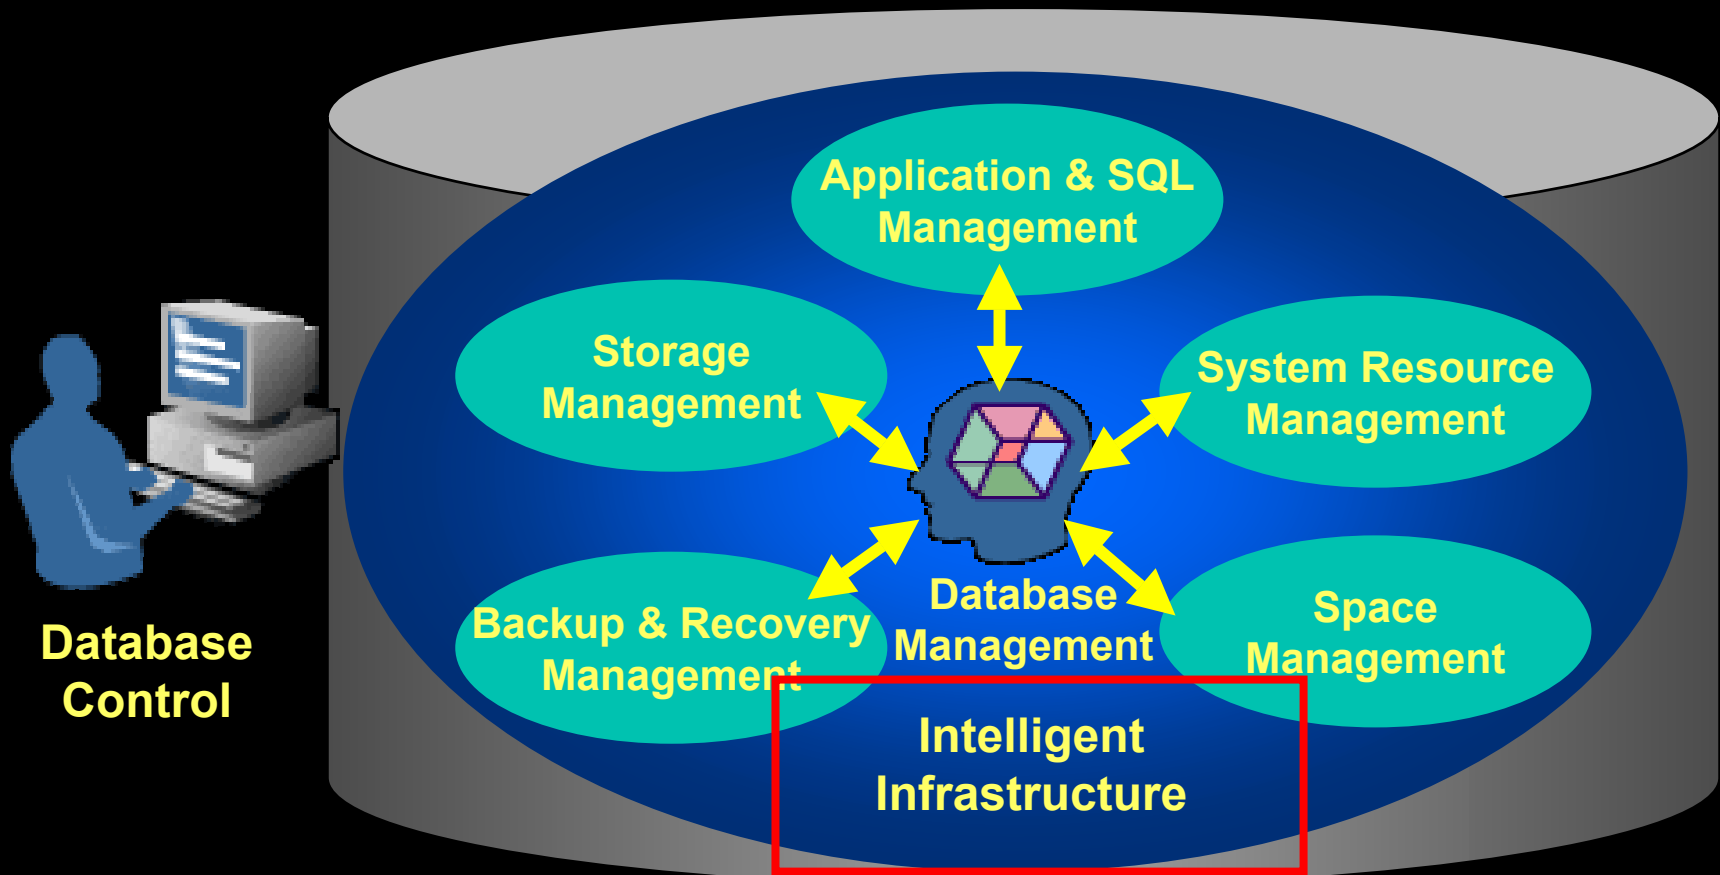 Application & SQL
Management
Storage
Management
System Resource
Management
Database
Management
Backup & Recovery
Management
Space
Management
Database
Control
Intelligent
Infrastructure